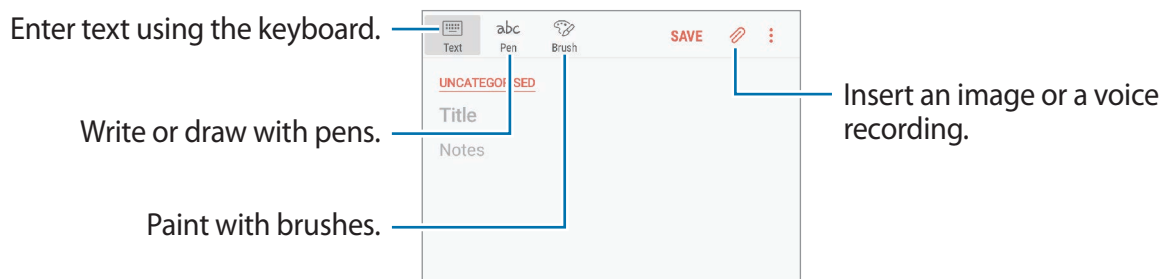 Enter text using the keyboard.
Text
abc
Pen
Brush
SAVE
UNCATEGORISED
Title
Notes
Write or draw with pens.
Paint with brushes.
Insert an image or a voice
recording.